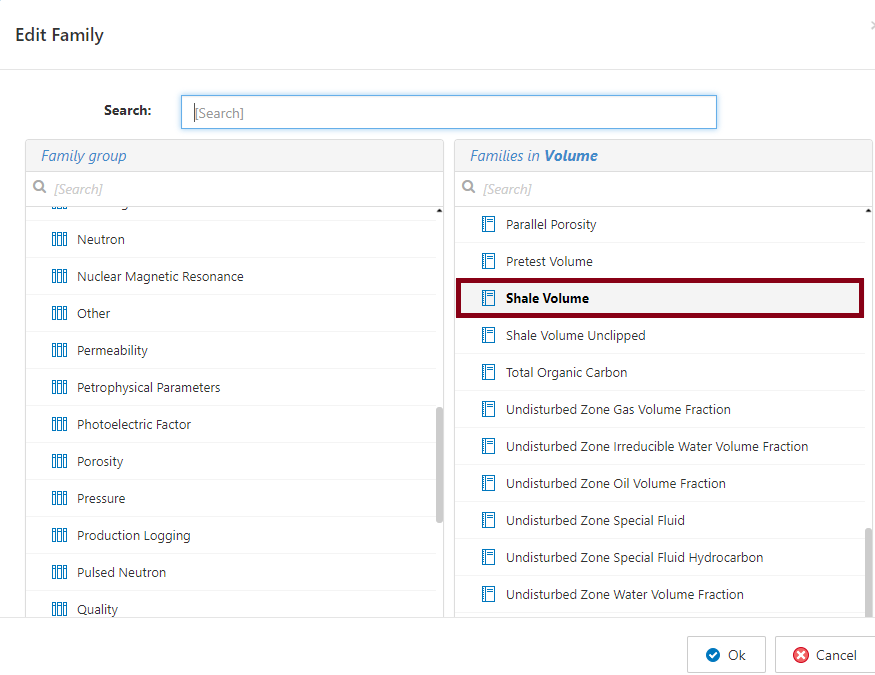 Edit Family
Search:
[Search]
Family group
[Search]
Neutron
Nuclear Magnetic Resonance
Other
Permeability
Petrophysical Parameters
Photoelectric Factor
Porosity
Pressure
Production Logging
Pulsed Neutron
Quality
Families in Volume
[Search]
Parallel Porosity
Pretest Volume
Shale Volume
Shale Volume Unclipped
Total Organic Carbon
Undisturbed Zone Gas Volume Fraction
Undisturbed Zone Irreducible Water Volume Fraction
Undisturbed Zone Oil Volume Fraction
Undisturbed Zone Special Fluid
Undisturbed Zone Special Fluid Hydrocarbon
Undisturbed Zone Water Volume Fraction
Ok
Cancel